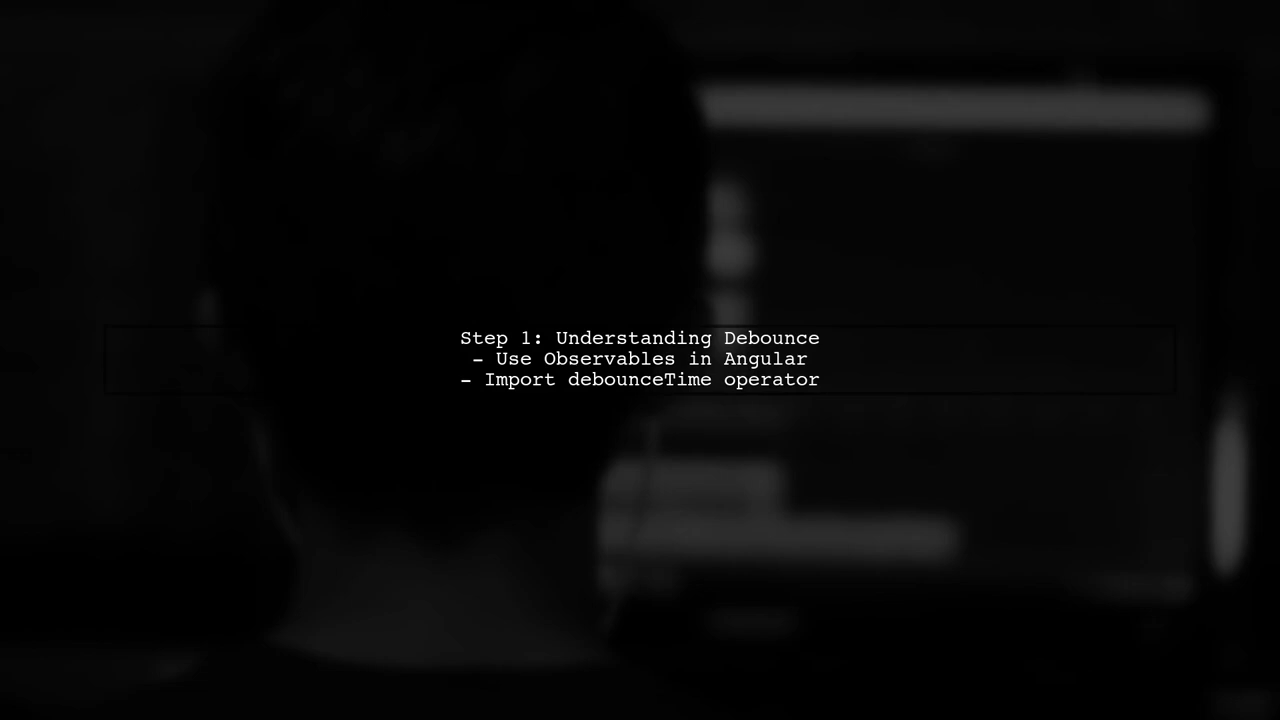 Step 1: Understanding Debounce
– Use Observables in Angular
– Import debounceTime operator